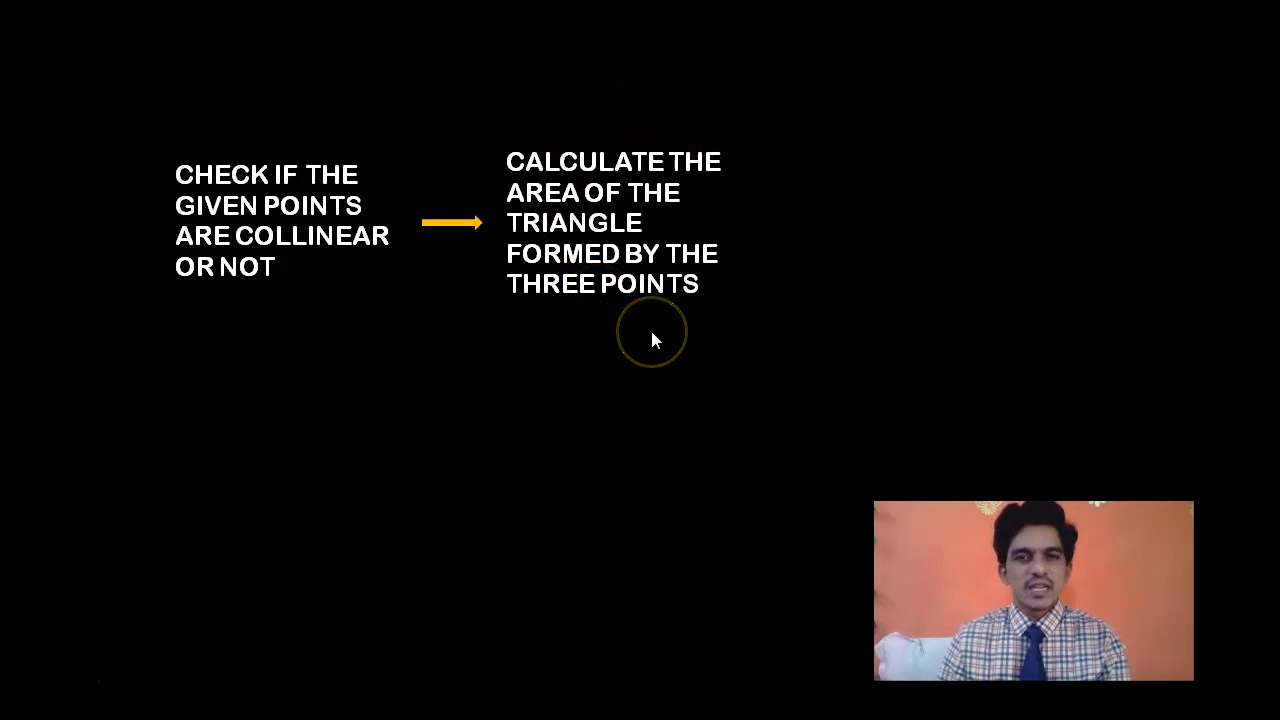 CHECK IF THE
GIVEN POINTS
ARE COLLINEAR
OR NOT
CALCULATE THE
AREA OF THE
TRIANGLE
FORMED BY THE
THREE POINTS